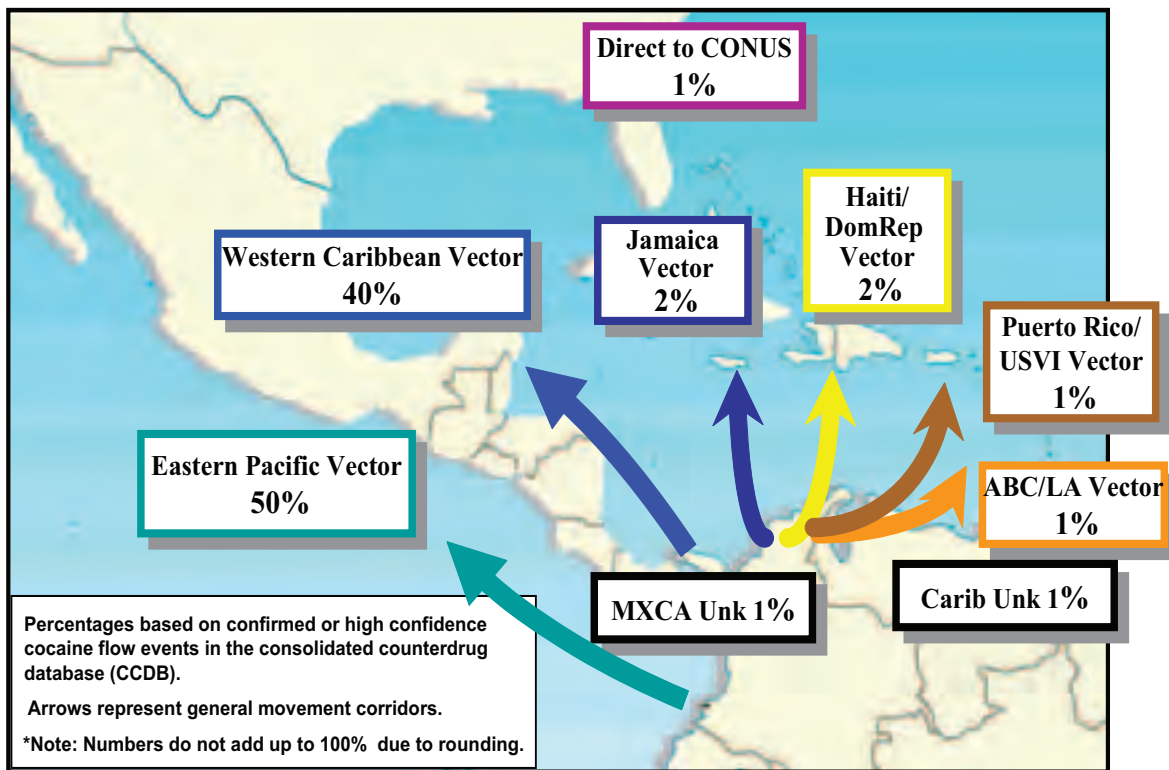 Direct to CONUS
1%
Haiti/
DomRep
Vector
2%
Jamaica
Vector
2%
Western Caribbean Vector
40%
Puerto Rico/
USVI Vector
1%
Eastern Pacific Vector
50%
ABC/LA Vector
1%
MXCA Unk 1%
Carib Unk 1%
Percentages based on confirmed or high confidence
cocaine flow events in the consolidated counterdrug
database (CCDB).
Arrows represent general movement corridors.
*Note: Numbers do not add up to 100% due to rounding.